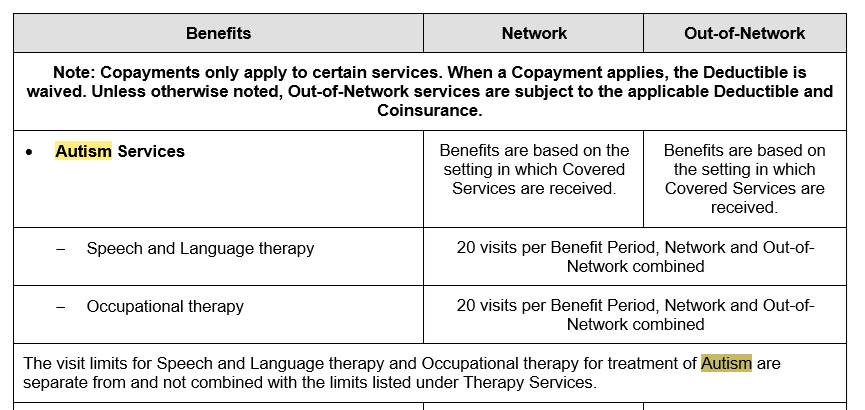 Benefits
Network
Out-of-Network
Note: Copayments only apply to certain services. When a Copayment applies, the Deductible is
waived. Unless otherwise noted, Out-of-Network services are subject to the applicable Deductible and
Coinsurance.
• Autism Services
Benefits are based on the
setting in which Covered
Services are received.
Benefits are based on
the setting in which
Covered Services are
received.
– Speech and Language therapy
20 visits per Benefit Period, Network and Out-of-
Network combined
– Occupational therapy
20 visits per Benefit Period, Network and Out-of-
Network combined
The visit limits for Speech and Language therapy and Occupational therapy for treatment of Autism are
separate from and not combined with the limits listed under Therapy Services.